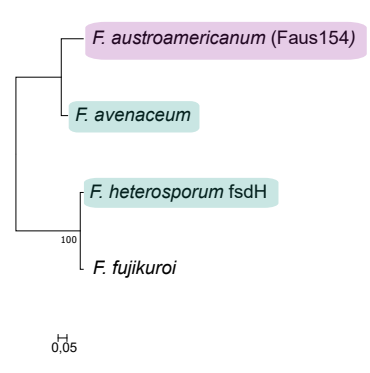 F. austroamericanum (Faus154)
F. avenaceum
F. heterosporum fsdH
100
F. fujikuroi
0,05